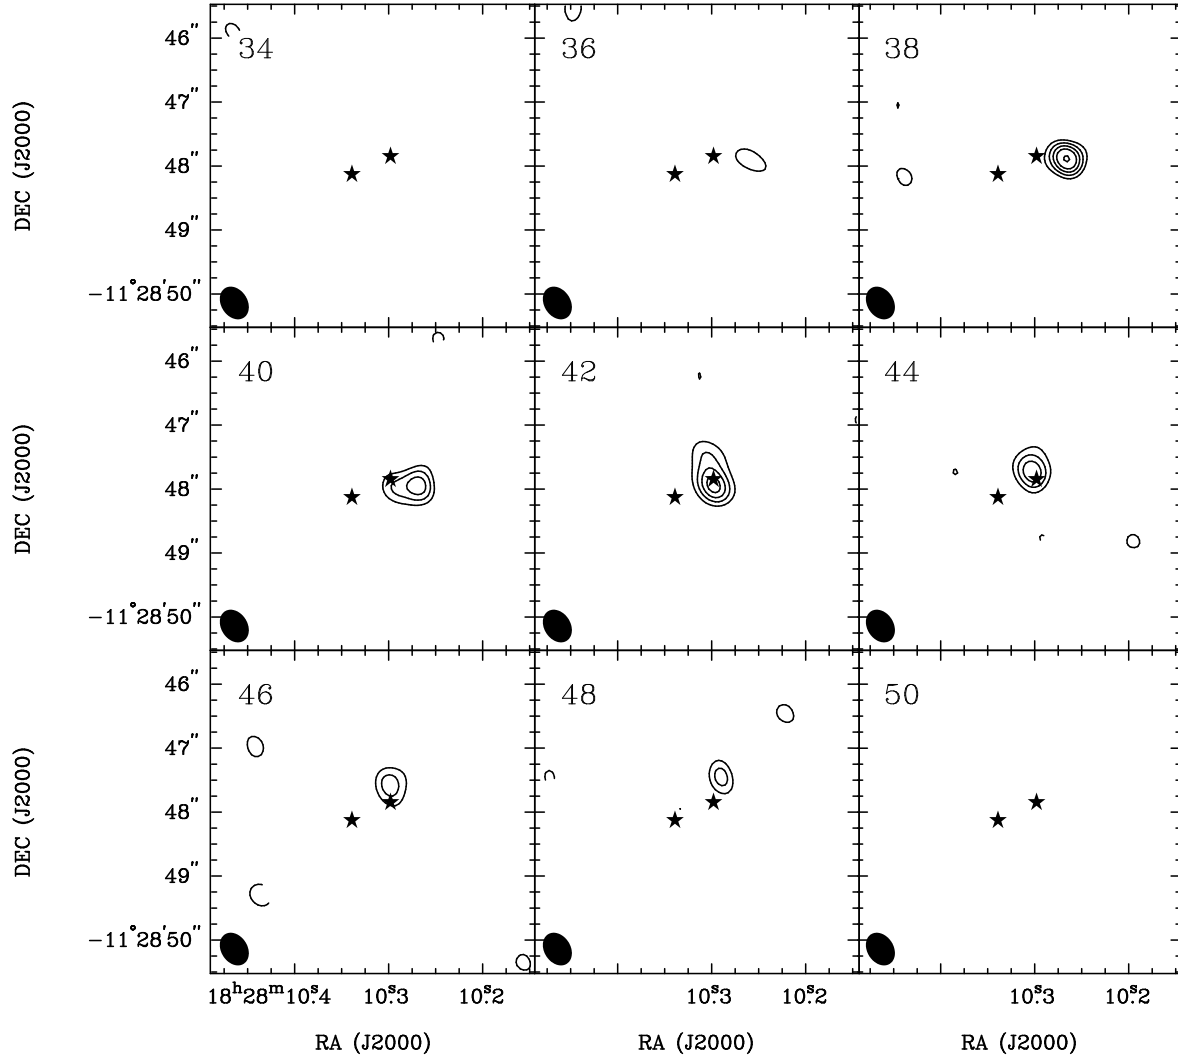 46" 34 36 38
47"
48"
49"
−11°28'50"
DEC (J2000)
46" 40 42 44
47"
48"
49"
−11°28'50"
DEC (J2000)
46" 46 48 50
47"
48"
49"
−11°28'50"
DEC (J2000)
18ʰ28ᵐ10ˢ.4 10ˢ.3 10ˢ.2 10ˢ.3 10ˢ.2 10ˢ.3 10ˢ.2
RA (J2000) RA (J2000) RA (J2000)